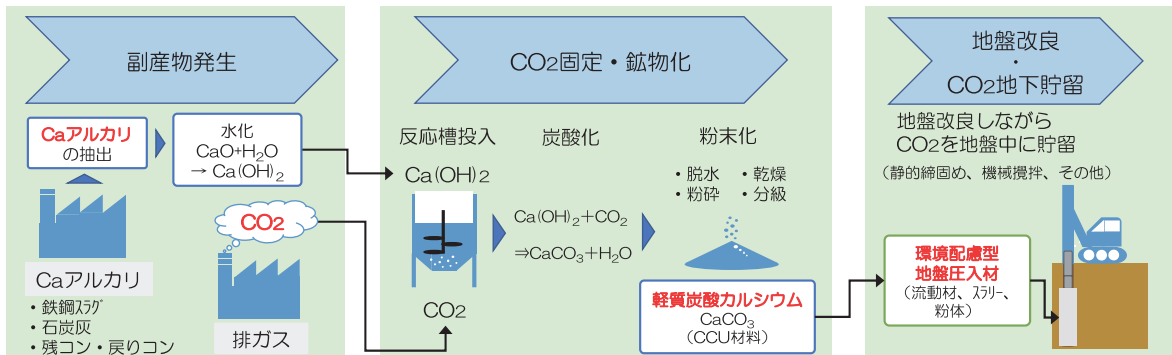 副産物発生
Caアルカリ
の抽出
水化
CaO+H2O
→ Ca(OH)2
CO2
Caアルカリ
・鉄鋼ｽﾗｸﾞ
・石炭灰
・残コン・戻りコン
排ガス
CO2固定・鉱物化
反応槽投入
Ca(OH)2
CO2
炭酸化
Ca(OH)2+CO2
⇒CaCO3+H2O
粉末化
・脱水 ・乾燥
・粉砕 ・分級
軽質炭酸カルシウム
CaCO3
（CCU材料）
地盤改良
・
CO2地下貯留
地盤改良しながら
CO2を地盤中に貯留
（静的締固め、機械攪拌、その他）
環境配慮型
地盤圧入材
（流動材、ｽﾗﾘｰ、
粉体）